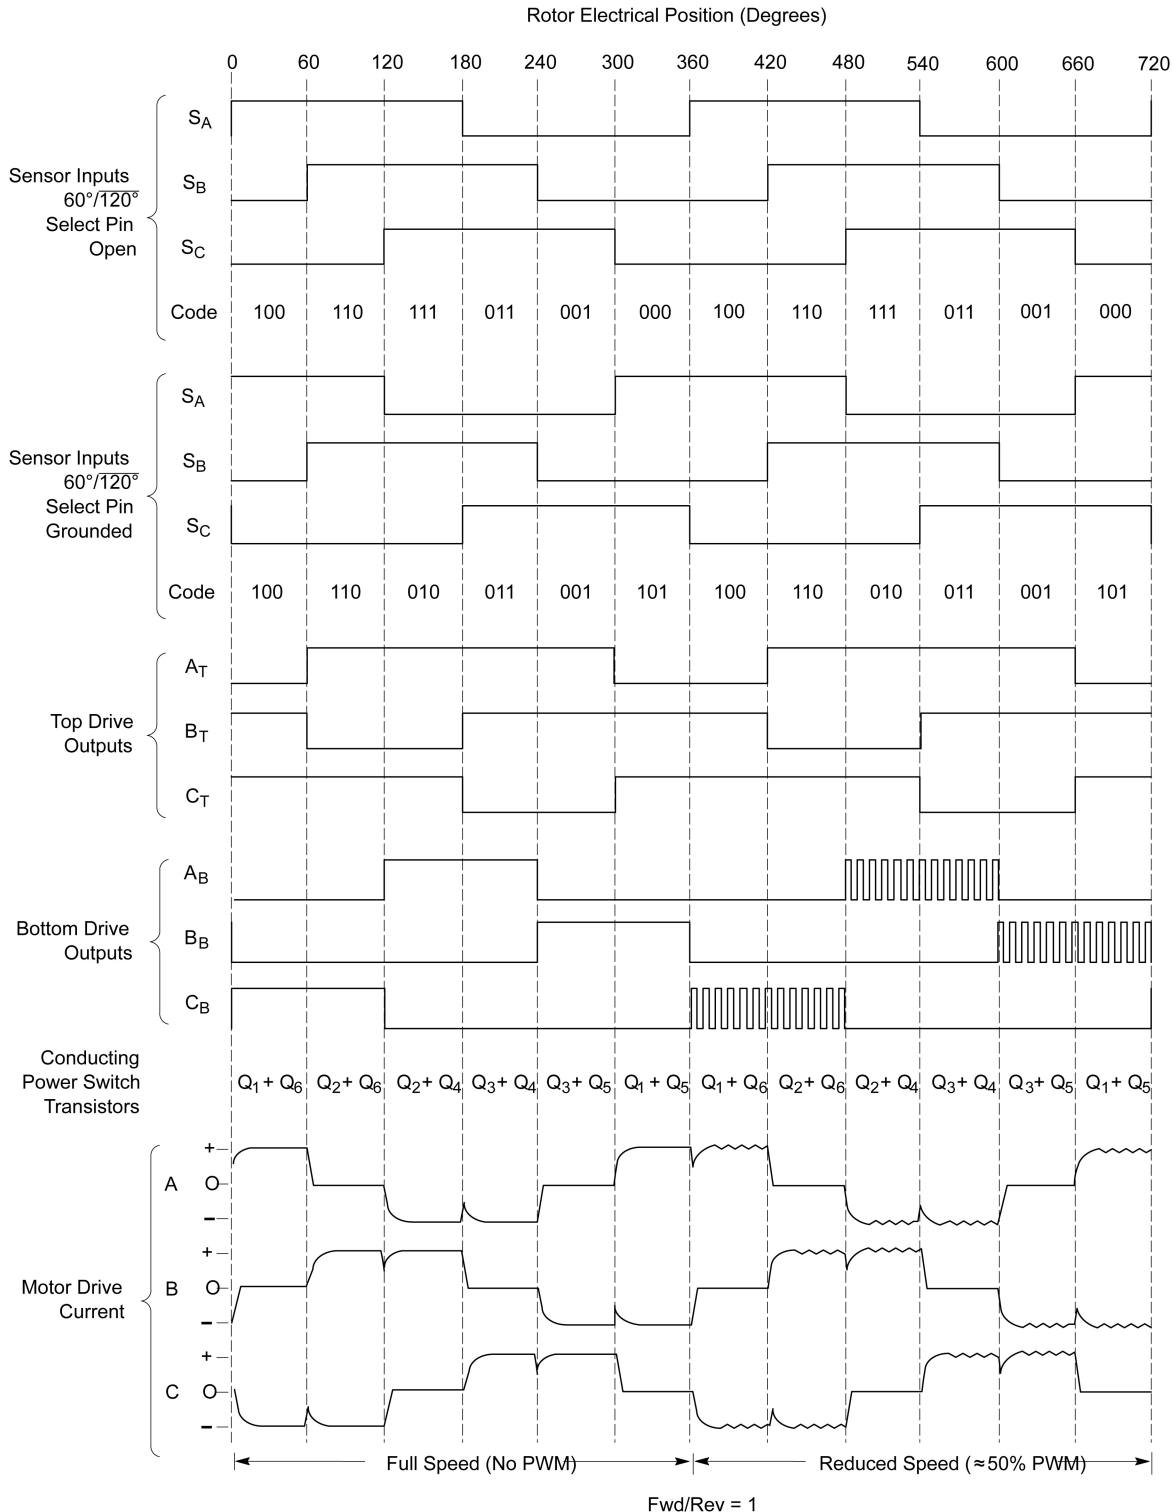 Rotor Electrical Position (Degrees)
0 60 120 180 240 300 360 420 480 540 600 660 720
Sensor Inputs
60°/120°
Select Pin
Open
SA
SB
SC
Code 100 110 111 011 001 000 100 110 111 011 001 000
Sensor Inputs
60°/120°
Select Pin
Grounded
SA
SB
SC
Code 100 110 010 011 001 101 100 110 010 011 001 101
Top Drive
Outputs
AT
BT
CT
Bottom Drive
Outputs
AB
BB
CB
Conducting
Power Switch
Transistors
Q1 + Q6 Q2 + Q6 Q2 + Q4 Q3 + Q4 Q3 + Q5 Q1 + Q5 Q1 + Q6 Q2 + Q6 Q2 + Q4 Q3 + Q4 Q3 + Q5 Q1 + Q5
Motor Drive
Current
+
A O
–
+
B O
–
+
C O
–
Full Speed (No PWM) Reduced Speed (≈50% PWM)
Fwd/Rev = 1